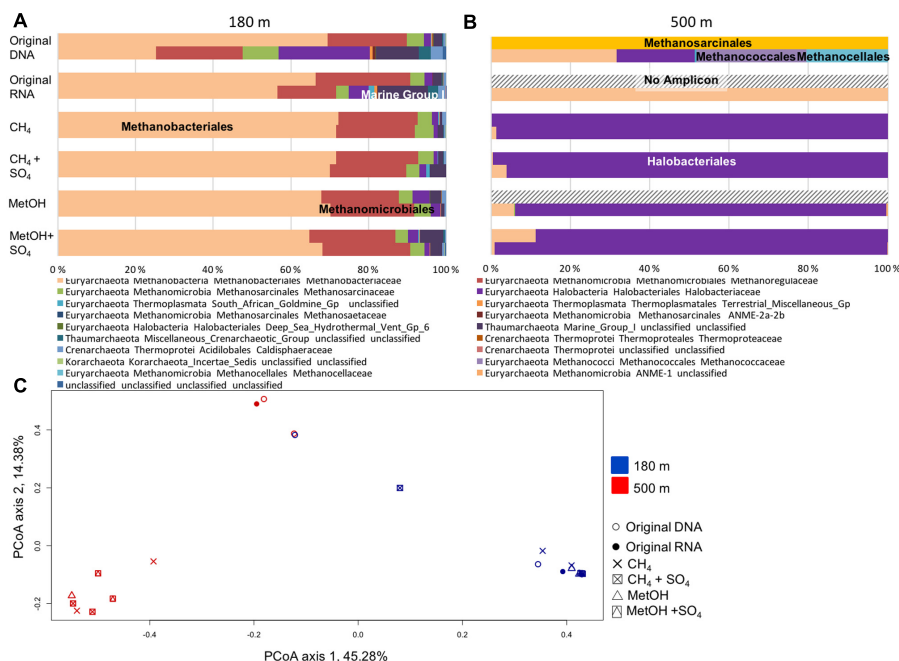 A
180 m
Original
DNA
Original
RNA
Marine Group I
CH4
Methanobacteriales
CH4 +
SO4
MetOH
Methanomicrobiales
MetOH+
SO4
0 % 20 % 40 % 60 % 80 % 100 %
B
500 m
Methanosarcinales
Methanococcales Methanocellales
No Amplicon
Halobacteriales
0 % 20 % 40 % 60 % 80 % 100 %
Euryarchaeota Methanobacteria Methanobacteriales Methanobacteriaceae
Euryarchaeota Methanomicrobia Methanosarcinales Methanosarcinaceae
Euryarchaeota Thermoplasmata South_African_Goldmine_Gp unclassified
Euryarchaeota Methanomicrobia Methanosarcinales Methanosaetaceae
Euryarchaeota Halobacteria Halobacteriales Deep_Sea_Hydrothermal_Vent_Gp_6
Thaumarchaeota Miscellaneous_Crenarchaeotic_Group unclassified unclassified
Crenarchaeota Thermoprotei Acidilobales Caldisphaeraceae
Korarchaeota Korarchaeota_Incertae_Sedis unclassified unclassified
Euryarchaeota Methanomicrobia Methanocellales Methanocellaceae
unclassified unclassified unclassified unclassified
Euryarchaeota Methanomicrobia Methanomicrobiales Methanoregulaceae
Euryarchaeota Halobacteria Halobacteriales Halobacteriaceae
Euryarchaeota Thermoplasmata Thermoplasmatales Terrestrial_Miscellaneous_Gp
Euryarchaeota Methanomicrobia Methanosarcinales ANME-2a-2b
Thaumarchaeota Marine_Group_I unclassified unclassified
Crenarchaeota Thermoprotei Thermoproteales Thermoproteaceae
Crenarchaeota Thermoprotei unclassified unclassified
Euryarchaeota Methanococci Methanococcales Methanococcaceae
Euryarchaeota Methanomicrobia ANME-1 unclassified
C
PCoA axis 2, 14.38%
0.4
0.2
0.0
-0.2
-0.4 -0.2 0.0 0.2 0.4
PCoA axis 1, 45.28%
180 m
500 m
Original DNA
Original RNA
CH4
CH4 + SO4
MetOH
MetOH +SO4